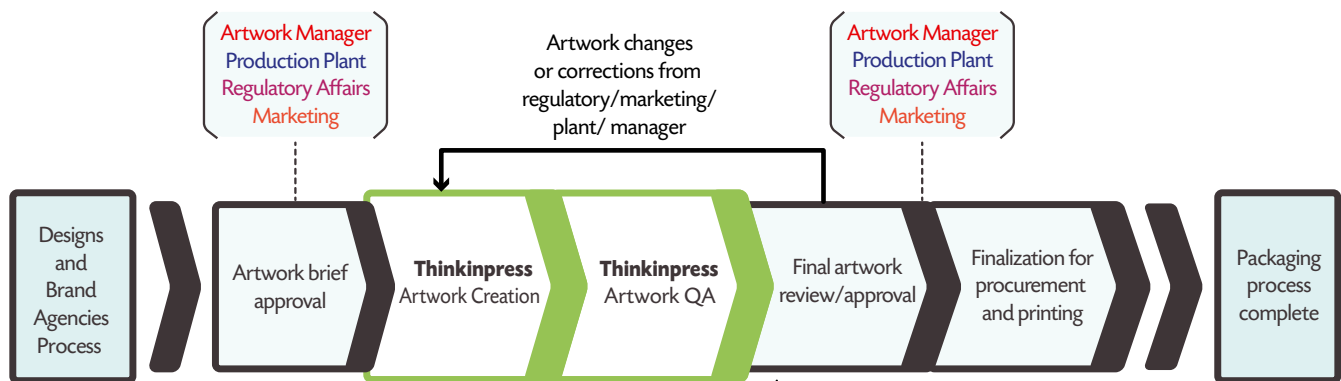 Artwork Manager
Production Plant
Regulatory Affairs
Marketing
Artwork changes
or corrections from
regulatory/marketing/
plant/ manager
Artwork Manager
Production Plant
Regulatory Affairs
Marketing
Designs
and
Brand
Agencies
Process
Artwork brief
approval
Thinkinpress
Artwork Creation
Thinkinpress
Artwork QA
Final artwork
review/approval
Finalization for
procurement
and printing
Packaging
process
complete